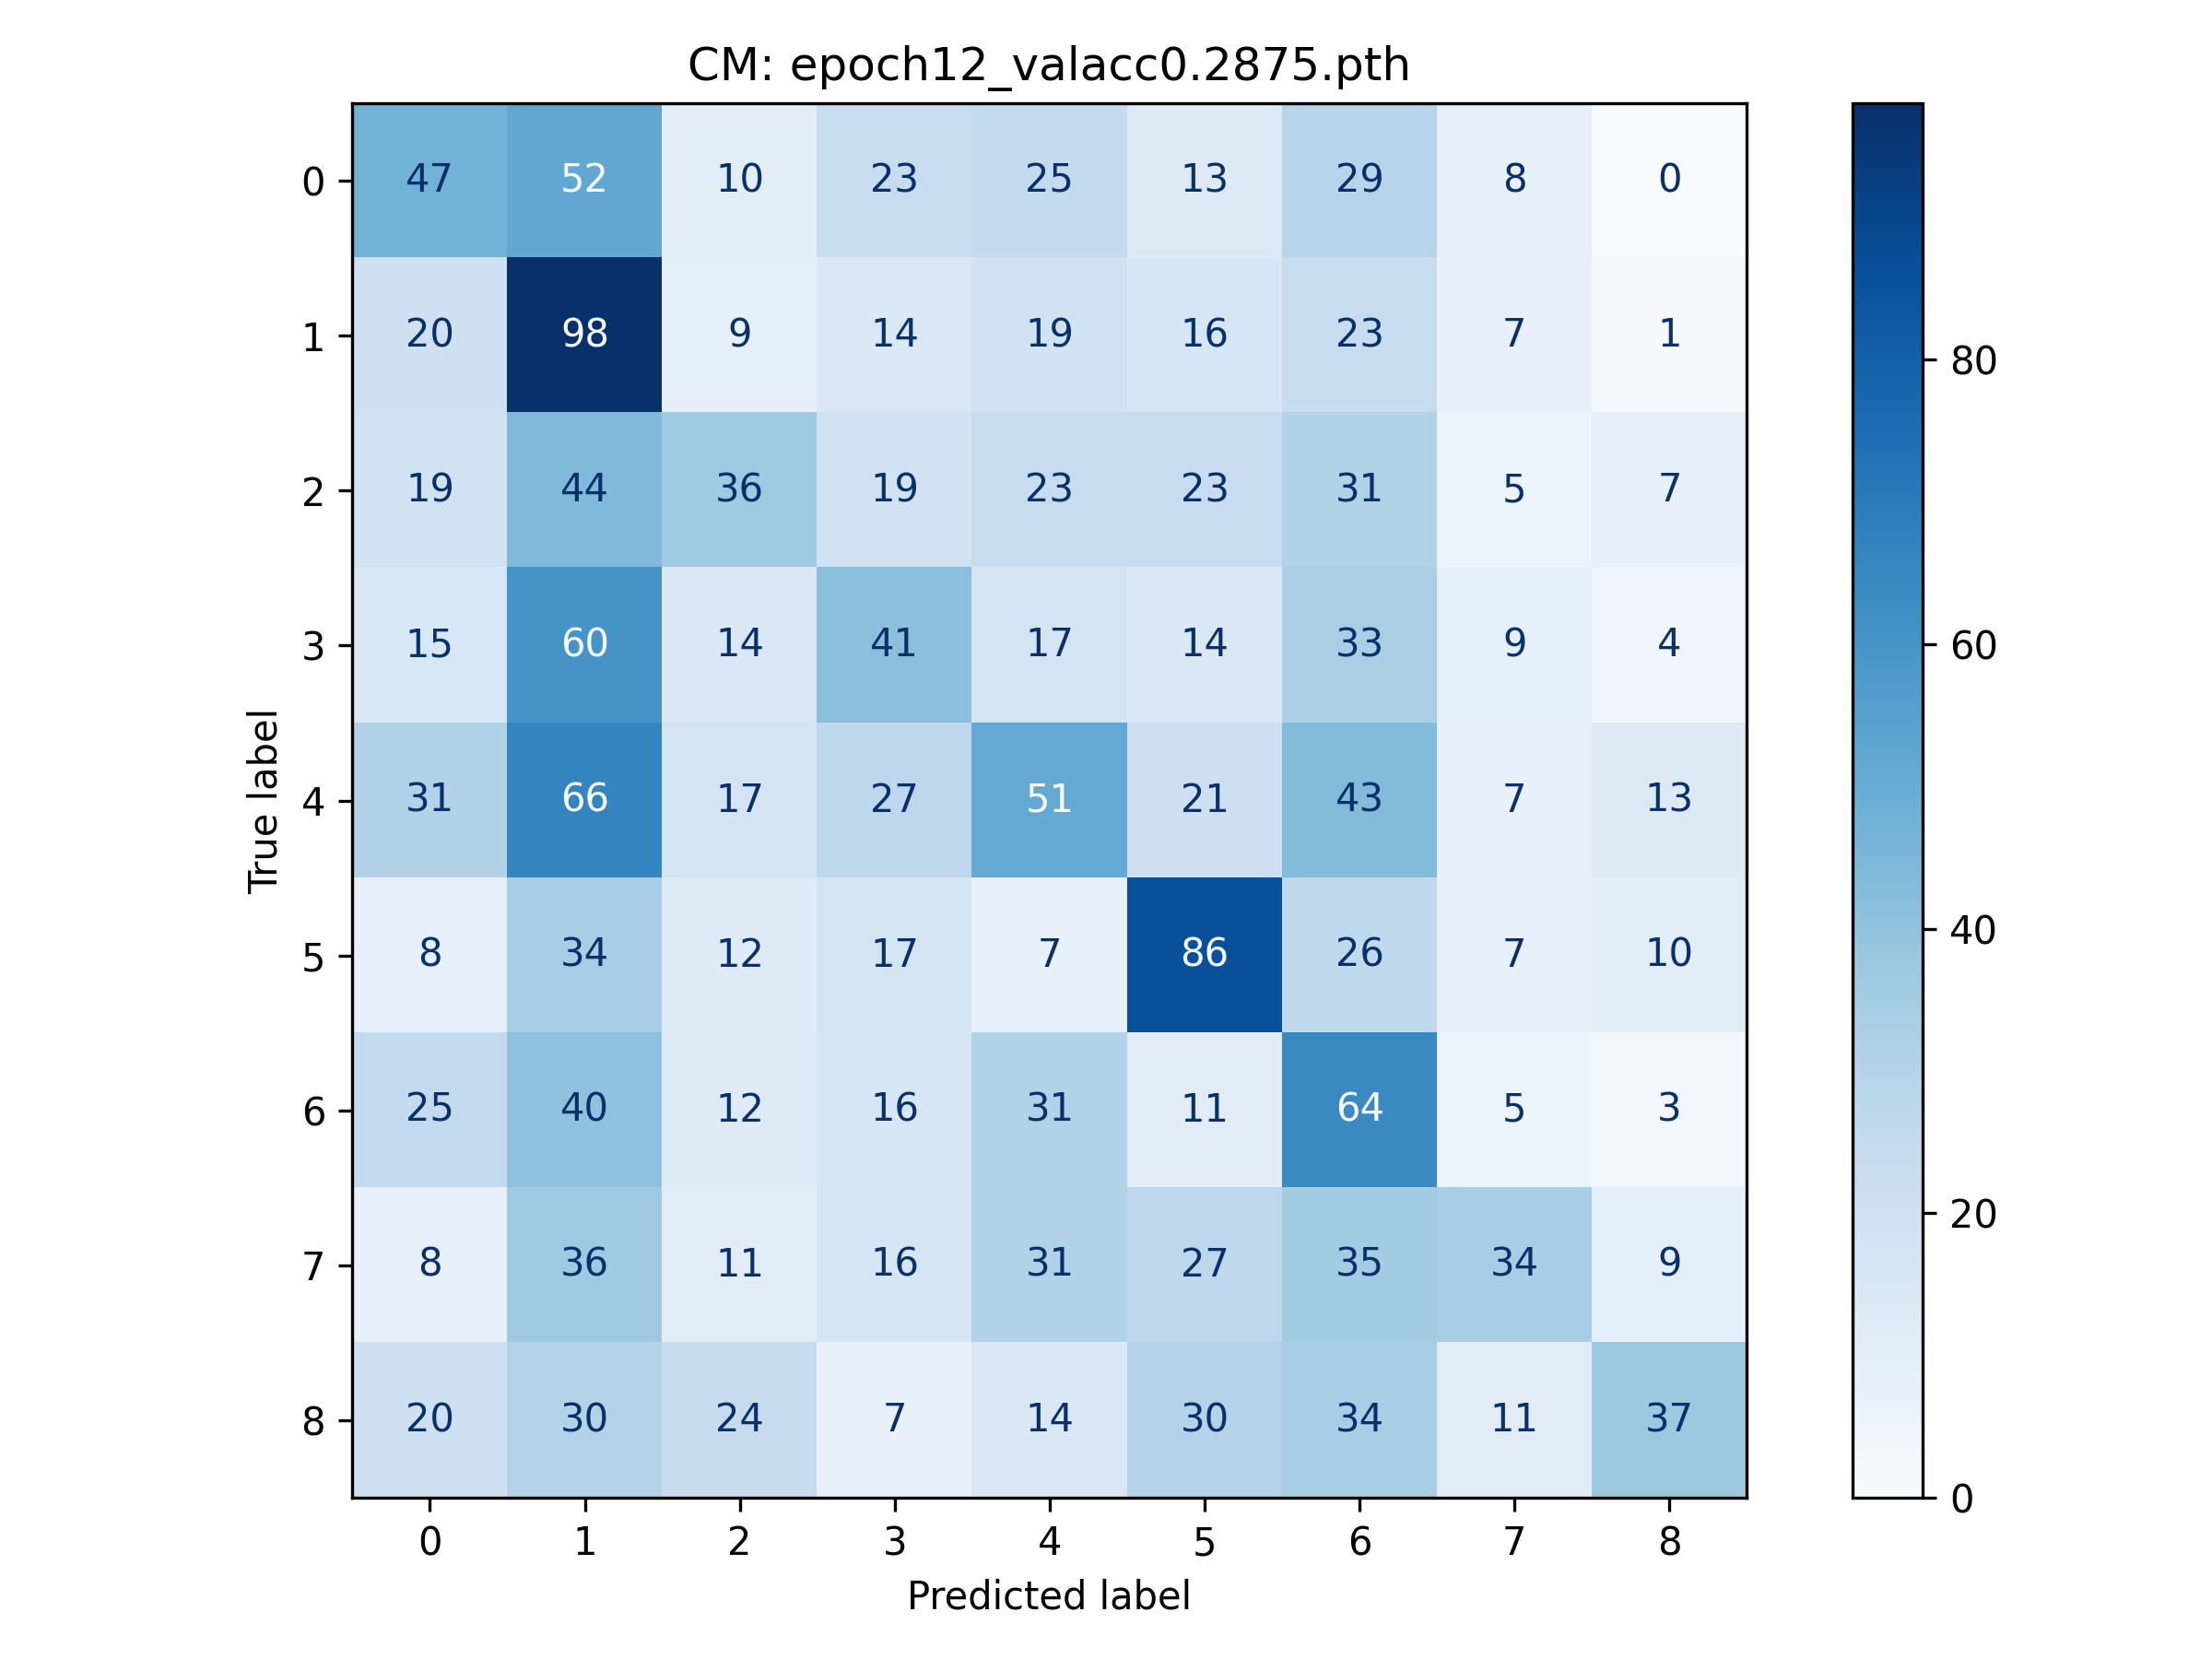 CM: epoch12_valacc0.2875.pth
0 47 52 10 23 25 13 29 8 0
1 20 98 9 14 19 16 23 7 1
80
2 19 44 36 19 23 23 31 5 7
3 15 60 14 41 17 14 33 9 4
60
True label
4 31 66 17 27 51 21 43 7 13
5 8 34 12 17 7 86 26 7 10
40
6 25 40 12 16 31 11 64 5 3
7 8 36 11 16 31 27 35 34 9
20
8 20 30 24 7 14 30 34 11 37
0
0 1 2 3 4 5 6 7 8
Predicted label